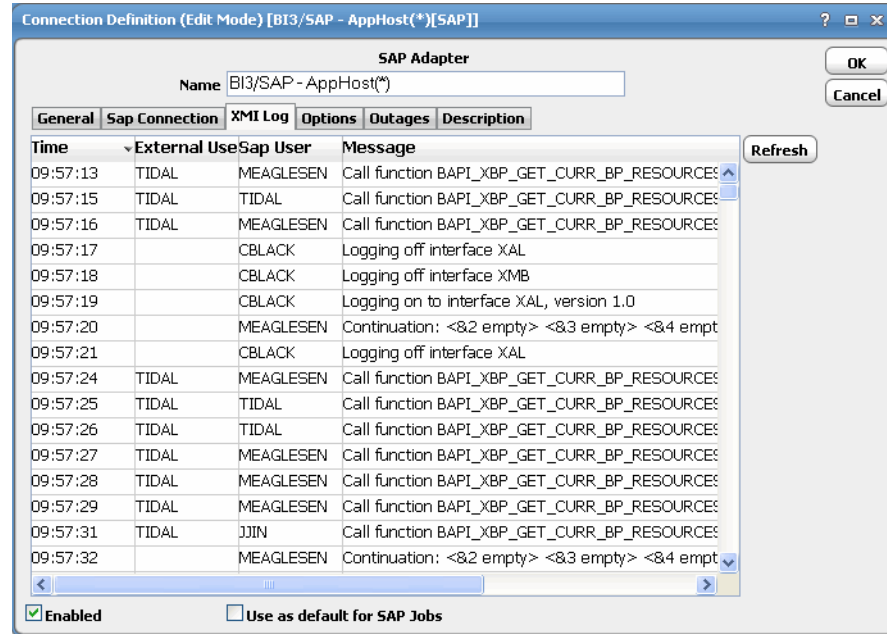 Connection Definition (Edit Mode) [BI3/SAP - AppHost(*)[SAP]] ?
SAP Adapter
OK
Name BI3/SAP - AppHost(*)
Cancel
General Sap Connection XMI Log Options Outages Description
Time External Use Sap User Message
Refresh
09:57:13 TIDAL MEAGLESEN Call function BAPI_XBP_GET_CURR_BP_RESOURCES
09:57:15 TIDAL TIDAL Call function BAPI_XBP_GET_CURR_BP_RESOURCES
09:57:16 TIDAL MEAGLESEN Call function BAPI_XBP_GET_CURR_BP_RESOURCES
09:57:17 CBLACK Logging off interface XAL
09:57:18 CBLACK Logging off interface XMB
09:57:19 CBLACK Logging on to interface XAL, version 1.0
09:57:20 MEAGLESEN Continuation: <&2 empty> <&3 empty> <&4 empt
09:57:21 CBLACK Logging off interface XAL
09:57:24 TIDAL MEAGLESEN Call function BAPI_XBP_GET_CURR_BP_RESOURCES
09:57:25 TIDAL TIDAL Call function BAPI_XBP_GET_CURR_BP_RESOURCES
09:57:26 TIDAL TIDAL Call function BAPI_XBP_GET_CURR_BP_RESOURCES
09:57:27 TIDAL MEAGLESEN Call function BAPI_XBP_GET_CURR_BP_RESOURCES
09:57:28 TIDAL MEAGLESEN Call function BAPI_XBP_GET_CURR_BP_RESOURCES
09:57:29 TIDAL MEAGLESEN Call function BAPI_XBP_GET_CURR_BP_RESOURCES
09:57:31 TIDAL JJIN Call function BAPI_XBP_GET_CURR_BP_RESOURCES
09:57:32 MEAGLESEN Continuation: <&2 empty> <&3 empty> <&4 empt
Enabled Use as default for SAP Jobs